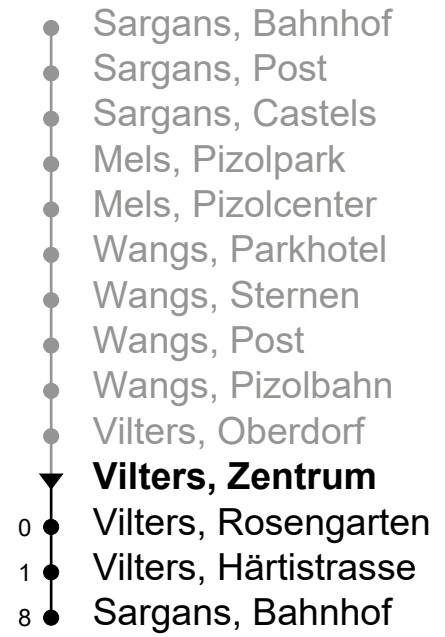 Sargans, Bahnhof
Sargans, Post
Sargans, Castels
Mels, Pizolpark
Mels, Pizolcenter
Wangs, Parkhotel
Wangs, Sternen
Wangs, Post
Wangs, Pizolbahn
Vilters, Oberdorf
Vilters, Zentrum
0 Vilters, Rosengarten
1 Vilters, Härtistrasse
8 Sargans, Bahnhof